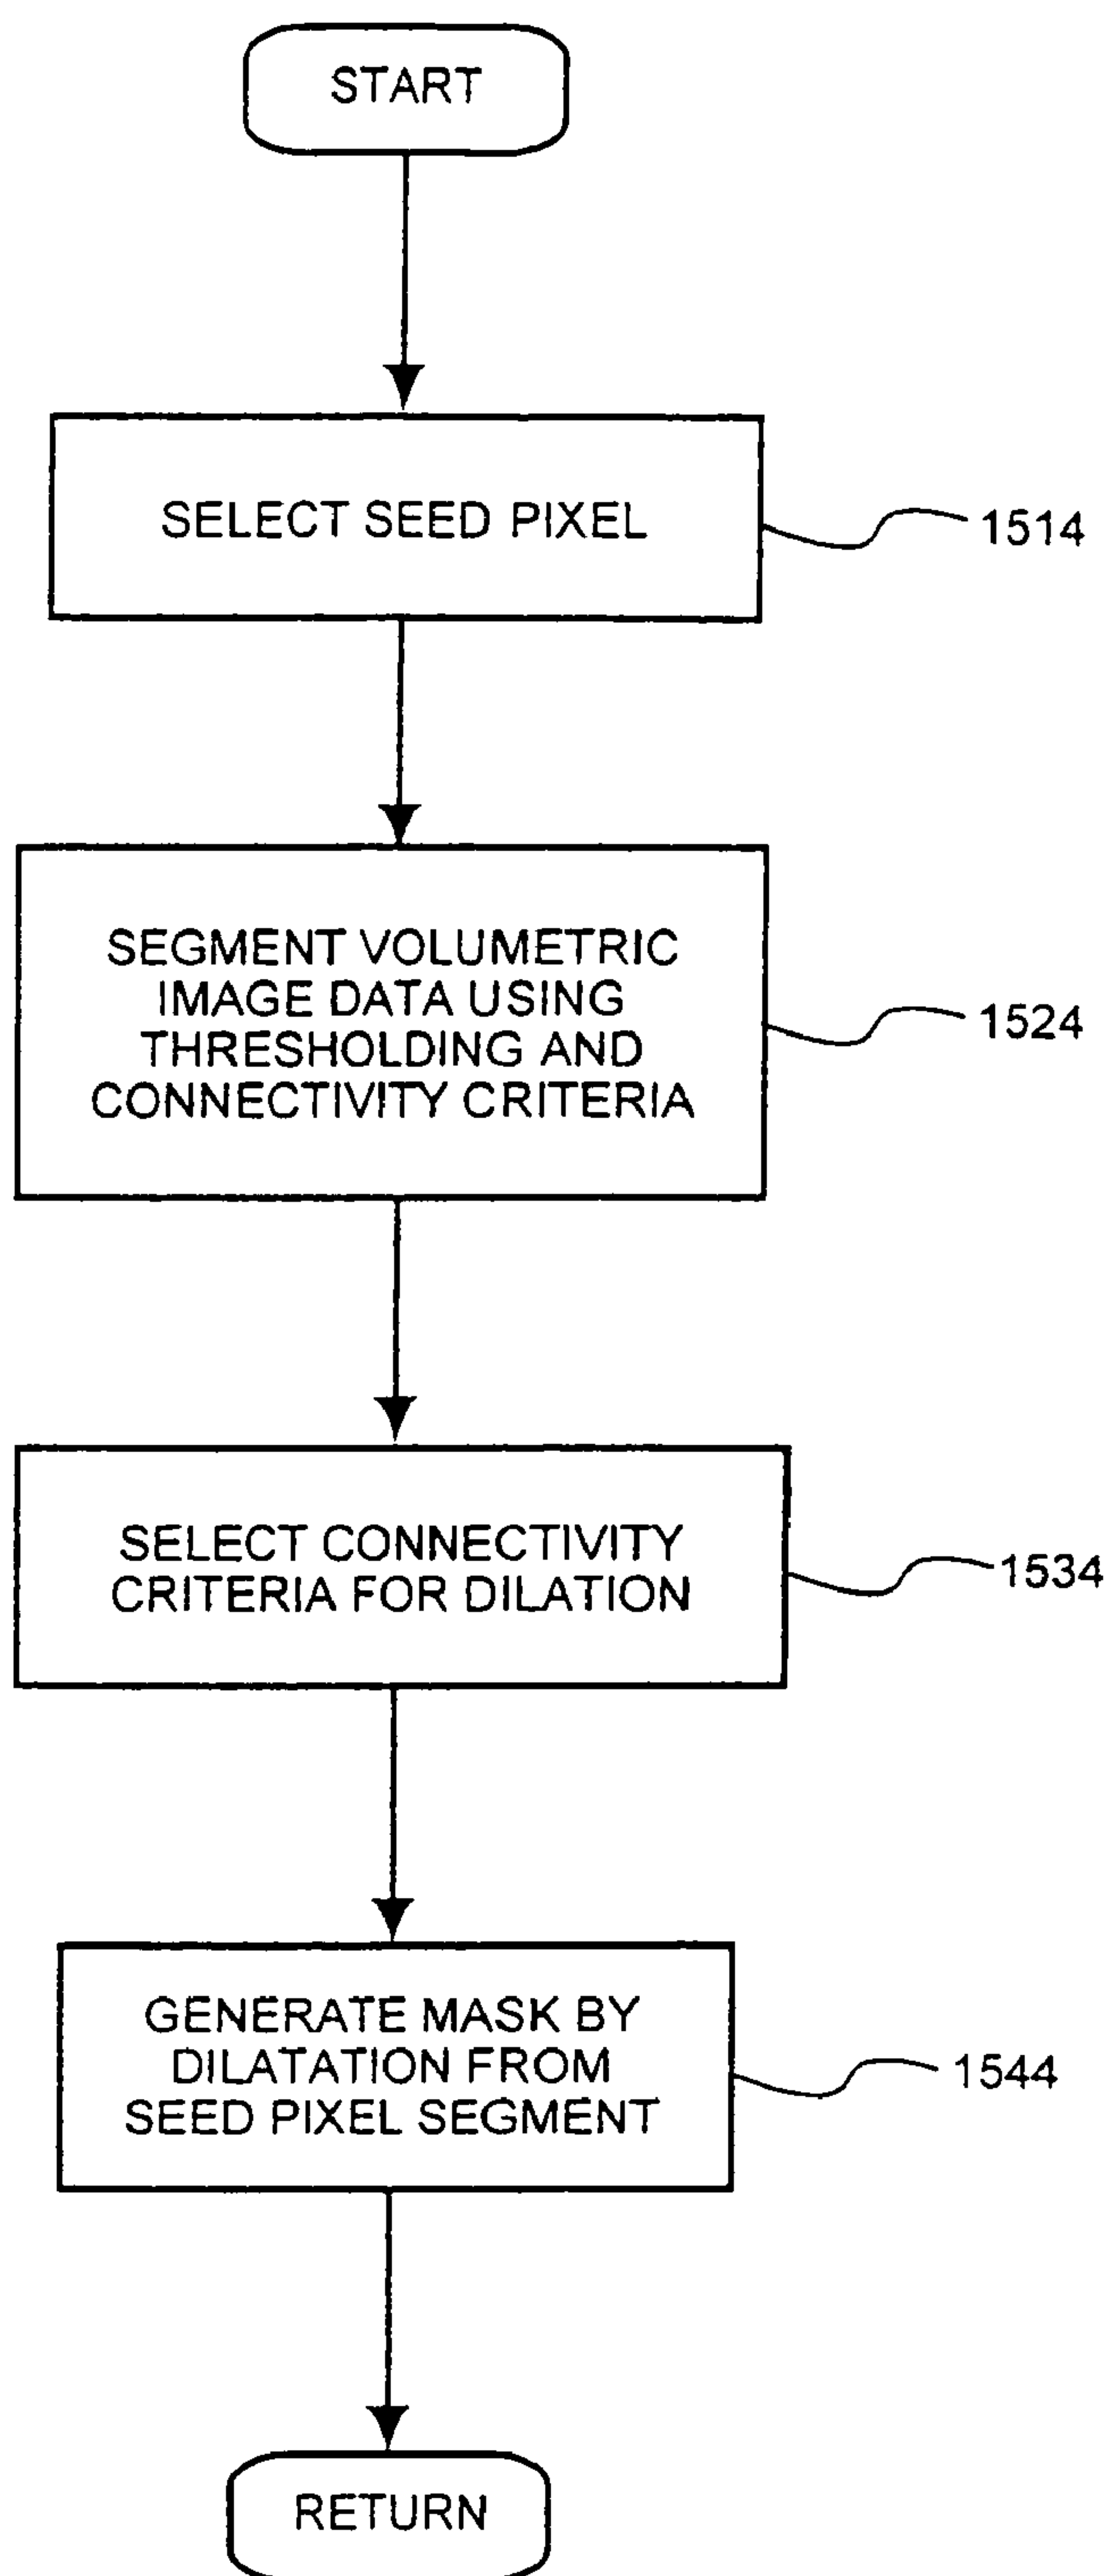 START
SELECT SEED PIXEL
1514
SEGMENT VOLUMETRIC
IMAGE DATA USING
THRESHOLDING AND
CONNECTIVITY CRITERIA
1524
SELECT CONNECTIVITY
CRITERIA FOR DILATION
1534
GENERATE MASK BY
DILATATION FROM
SEED PIXEL SEGMENT
1544
RETURN